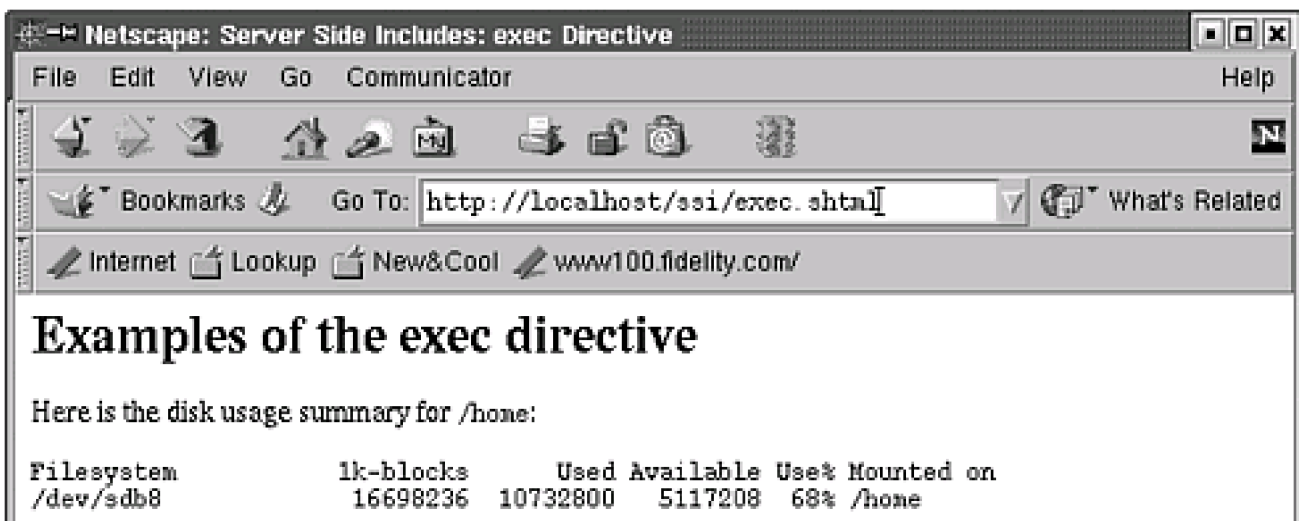 Netscape: Server Side Includes: exec Directive
File Edit View Go Communicator Help
My @ N
Bookmarks Go To: http://localhost/ssi/exec.shtml What's Related
Internet Lookup New&Cool www100.fidelity.com/
Examples of the exec directive
Here is the disk usage summary for /home:
Filesystem 1k-blocks Used Available Use% Mounted on
/dev/sdb8 16698236 10732800 5117208 68% /home